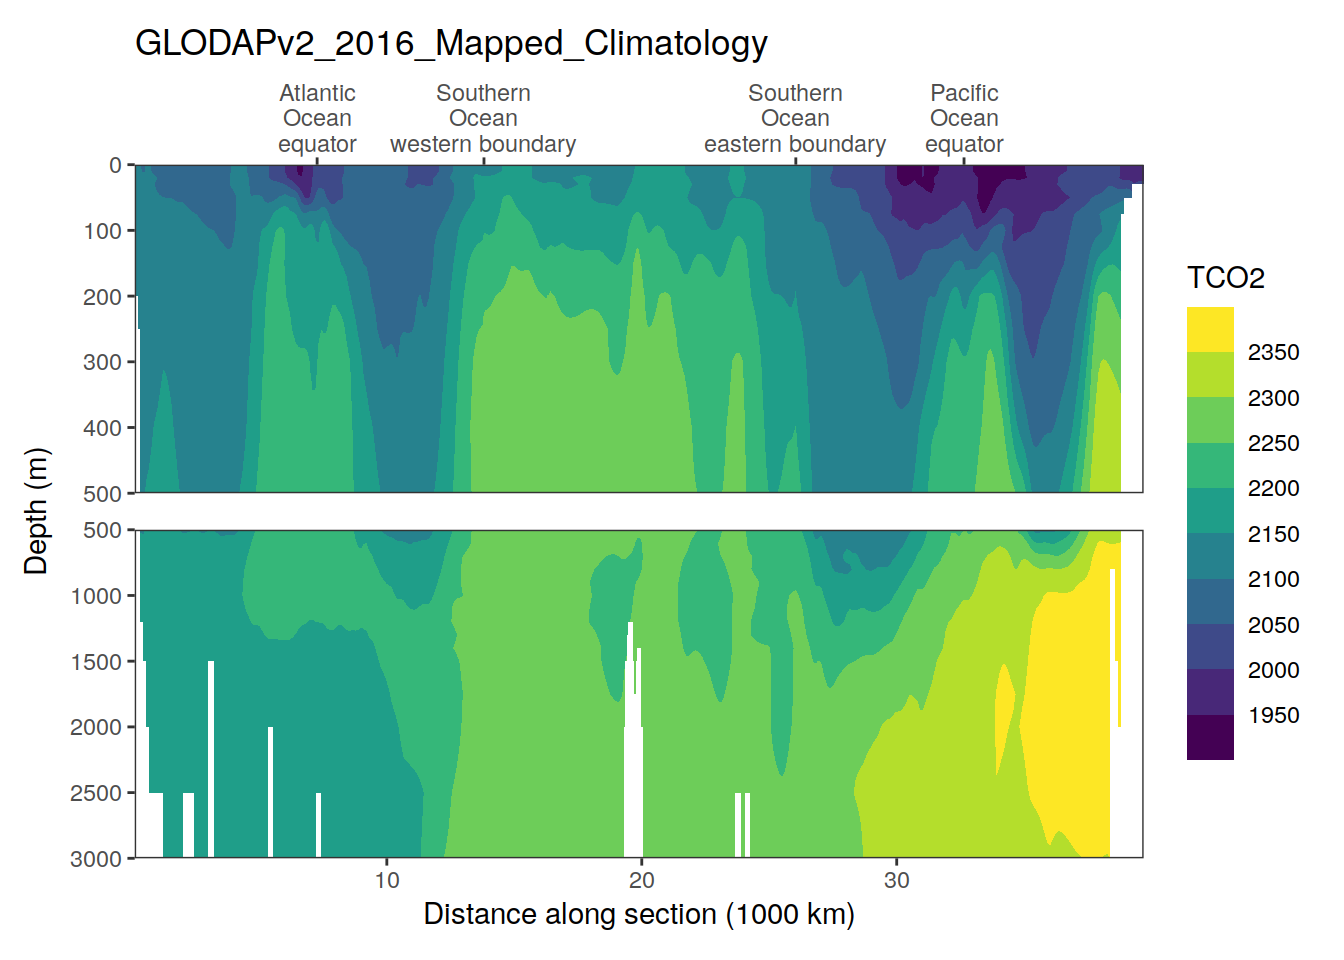 GLODAPv2_2016_Mapped_Climatology
Atlantic
Ocean
equator
Southern
Ocean
western boundary
Southern
Ocean
eastern boundary
Pacific
Ocean
equator
0
100
200
300
400
500
500
1000
1500
2000
2500
3000
Depth (m)
10
20
30
Distance along section (1000 km)
TCO2
2350
2300
2250
2200
2150
2100
2050
2000
1950